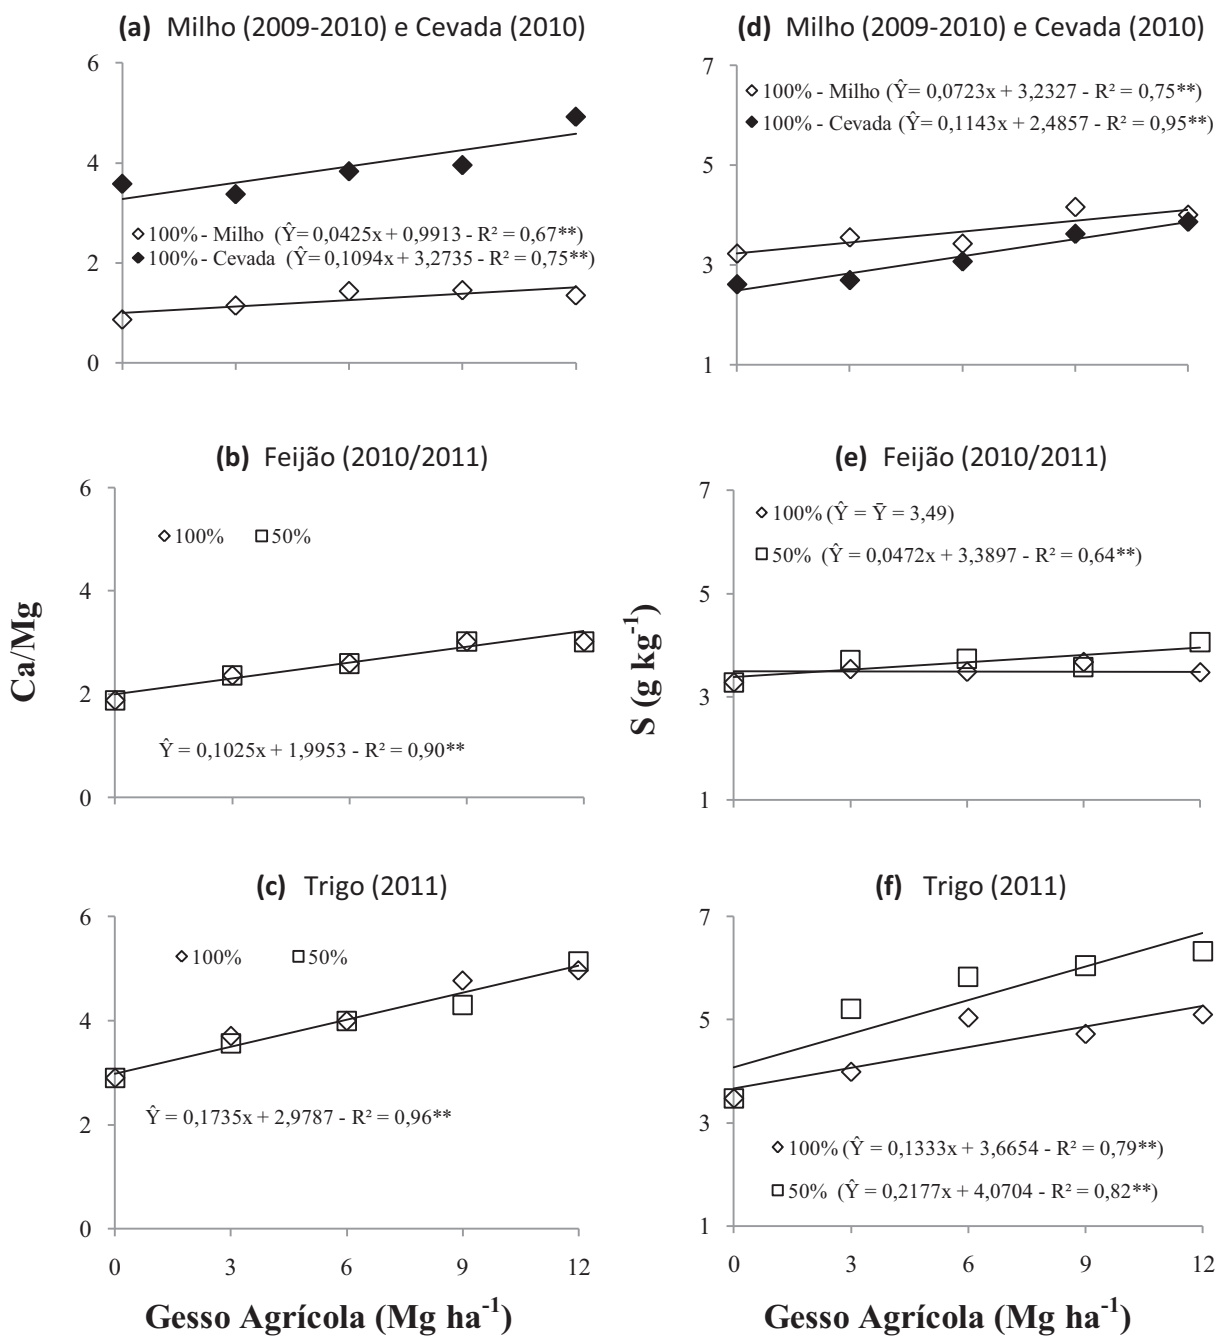 (a) Milho (2009-2010) e Cevada (2010)
6
4
2
0
100% - Milho (Ŷ= 0,0425x + 0,9913 - R² = 0,67**)
100% - Cevada (Ŷ= 0,1094x + 3,2735 - R² = 0,75**)
(d) Milho (2009-2010) e Cevada (2010)
7
5
3
1
100% - Milho (Ŷ= 0,0723x + 3,2327 - R² = 0,75**)
100% - Cevada (Ŷ= 0,1143x + 2,4857 - R² = 0,95**)
(b) Feijão (2010/2011)
6
4
2
0
100% 50%
Ŷ = 0,1025x + 1,9953 - R² = 0,90**
Ca/Mg
(e) Feijão (2010/2011)
7
5
3
1
100% (Ŷ = Ȳ = 3,49)
50% (Ŷ = 0,0472x + 3,3897 - R² = 0,64**)
S (g kg⁻¹)
(c) Trigo (2011)
6
4
2
0
100% 50%
Ŷ = 0,1735x + 2,9787 - R² = 0,96**
0 3 6 9 12
Gesso Agrícola (Mg ha⁻¹)
(f) Trigo (2011)
7
5
3
1
100% (Ŷ = 0,1333x + 3,6654 - R² = 0,79**)
50% (Ŷ = 0,2177x + 4,0704 - R² = 0,82**)
0 3 6 9 12
Gesso Agrícola (Mg ha⁻¹)